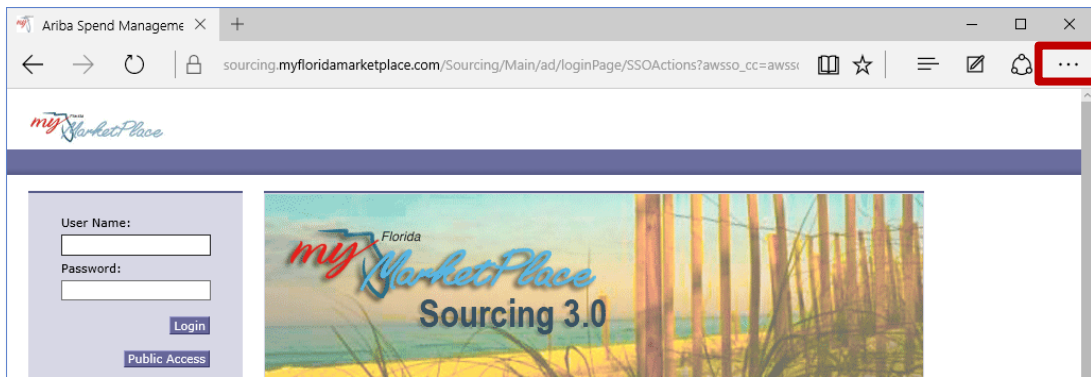 Ariba Spend Manageme
sourcing.myfloridamarketplace.com/Sourcing/Main/ad/loginPage/SSOActions?awsso_cc=awsso
my Florida MarketPlace
User Name:
Password:
Login
Public Access
my Florida MarketPlace
Sourcing 3.0